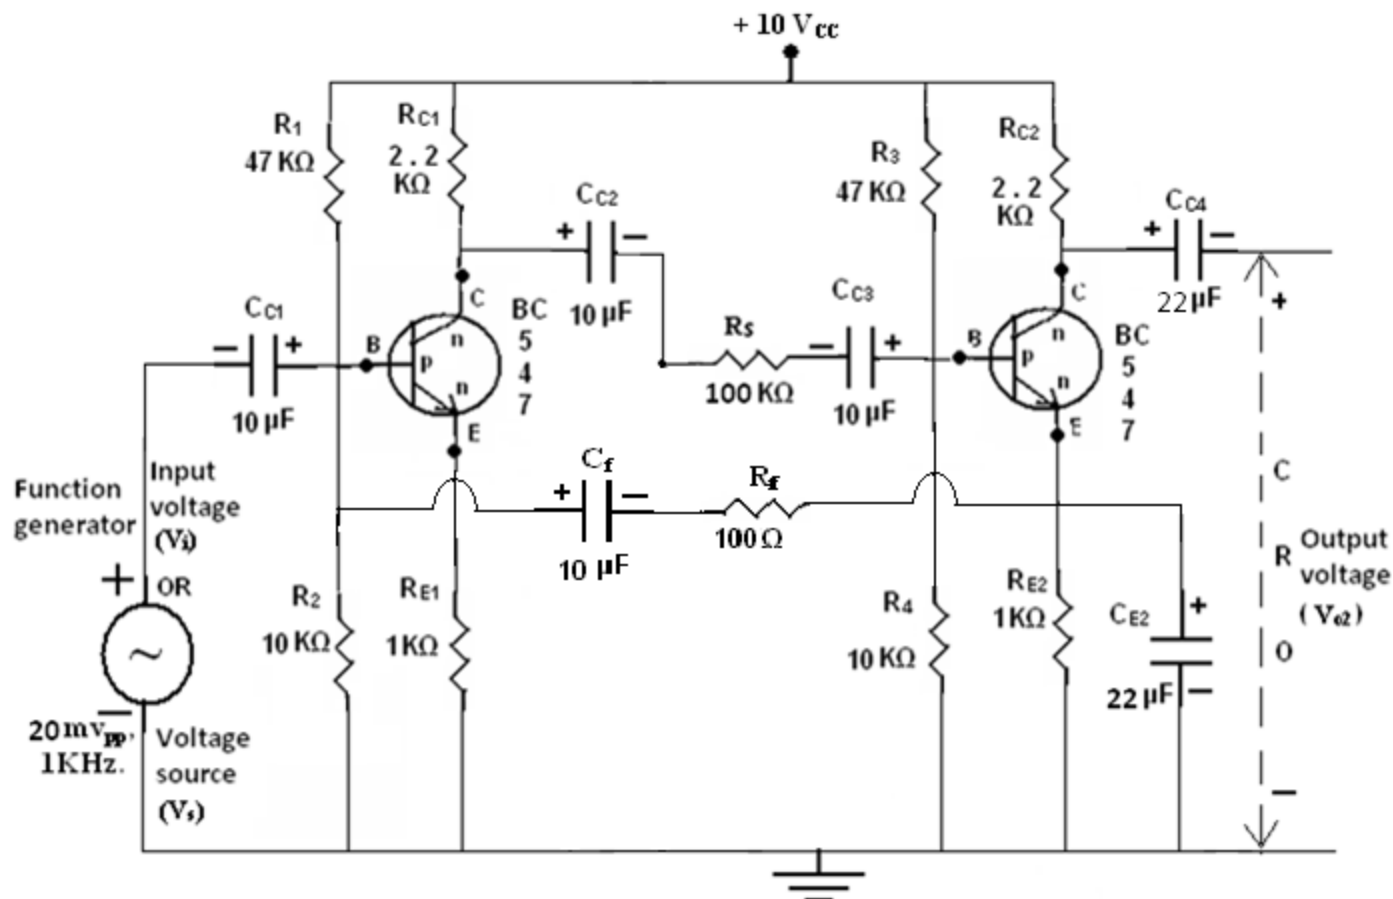 + 10 VCC
R1
47 KΩ
RC1
2.2
KΩ
CC2
+ −
10 µF
R3
47 KΩ
RC2
2.2
KΩ
CC4
+ −
22 µF
CC1
− +
10 µF
B
C
n
p
n
E
BC
5
4
7
RS
100 KΩ
CC3
− +
10 µF
B
C
n
p
n
E
BC
5
4
7
+
C
R
O
−
Output
voltage
(Vo2)
Function
generator
Input
voltage
(Vi)
+
OR
~
−
20 mvpp,
1KHz.
Voltage
source
(Vs)
Cf
+ −
10 µF
Rf
100 Ω
R2
10 KΩ
RE1
1KΩ
R4
10 KΩ
RE2
1KΩ
CE2
+
22 µF
−